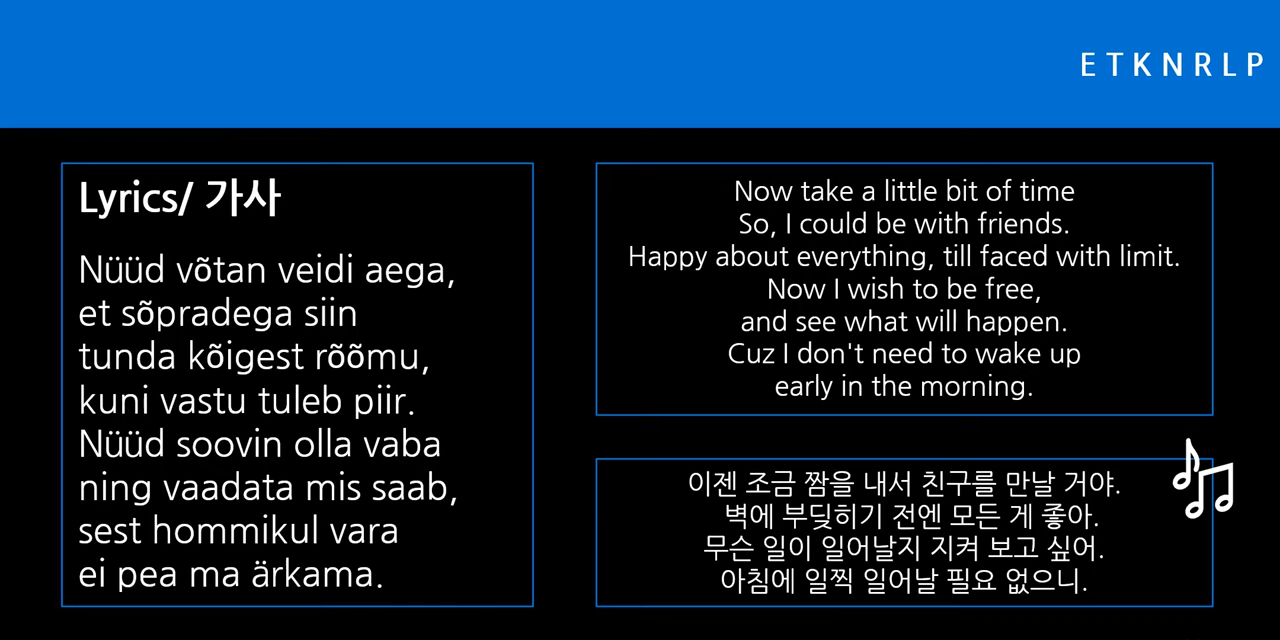 E T K N R L P
Lyrics/ 가사
Nüüd võtan veidi aega,
et sõpradega siin
tunda kõigest rõõmu,
kuni vastu tuleb piir.
Nüüd soovin olla vaba
ning vaadata mis saab,
sest hommikul vara
ei pea ma ärkama.
Now take a little bit of time
So, I could be with friends.
Happy about everything, till faced with limit.
Now I wish to be free,
and see what will happen.
Cuz I don't need to wake up
early in the morning.
이젠 조금 짬을 내서 친구를 만날 거야.
벽에 부딪히기 전엔 모든 게 좋아.
무슨 일이 일어날지 지켜 보고 싶어.
아침에 일찍 일어날 필요 없으니.